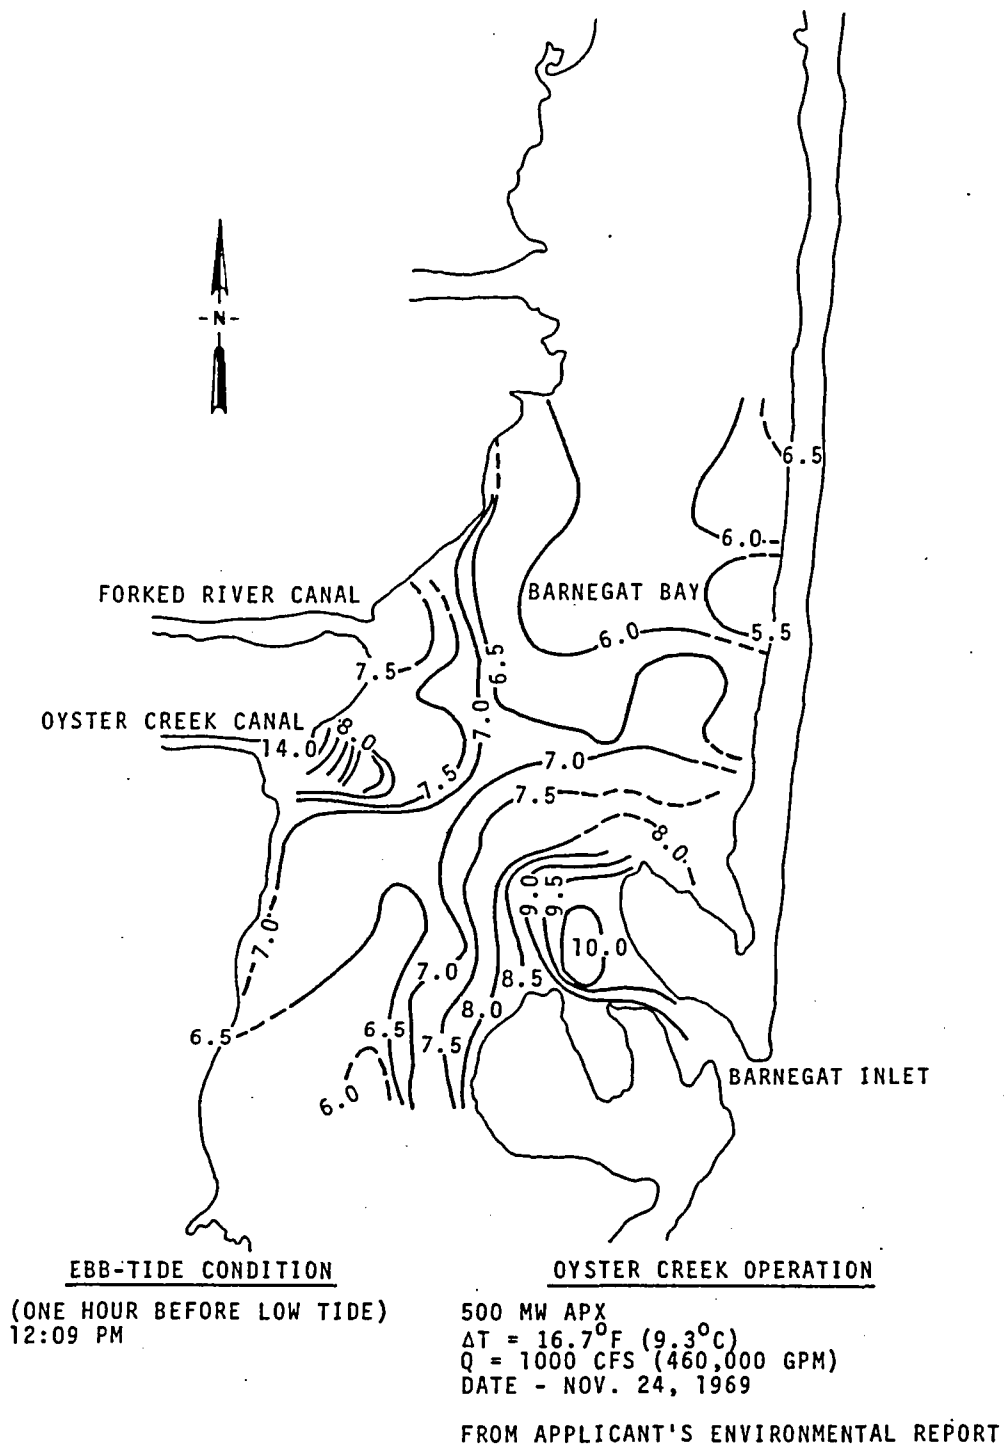 -N-
6.5
6.0
FORKED RIVER CANAL
BARNEGAT BAY
5.5
6.0
6.5
7.5
7.0
OYSTER CREEK CANAL
8.0
14.0
7.0
7.5
7.5
8.0
9.0
9.5
7.0
10.0
7.0
8.5
8.0
6.5
6.5
7.5
BARNEGAT INLET
6.0
EBB-TIDE CONDITION
(ONE HOUR BEFORE LOW TIDE)
12:09 PM
OYSTER CREEK OPERATION
500 MW APX
ΔT = 16.7°F (9.3°C)
Q = 1000 CFS (460,000 GPM)
DATE - NOV. 24, 1969
FROM APPLICANT'S ENVIRONMENTAL REPORT